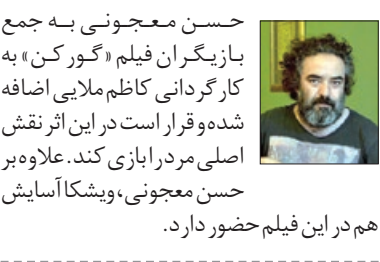 حسن معجونی به جمع
بازیگران فیلم «گورکن» به
کارگردانی کاظم ملایی اضافه
شده و قرار است در این اثر نقش
اصلی مرد را بازی کند. علاوه بر
حسن معجونی، ویشکا آسایش
هم در این فیلم حضور دارد.